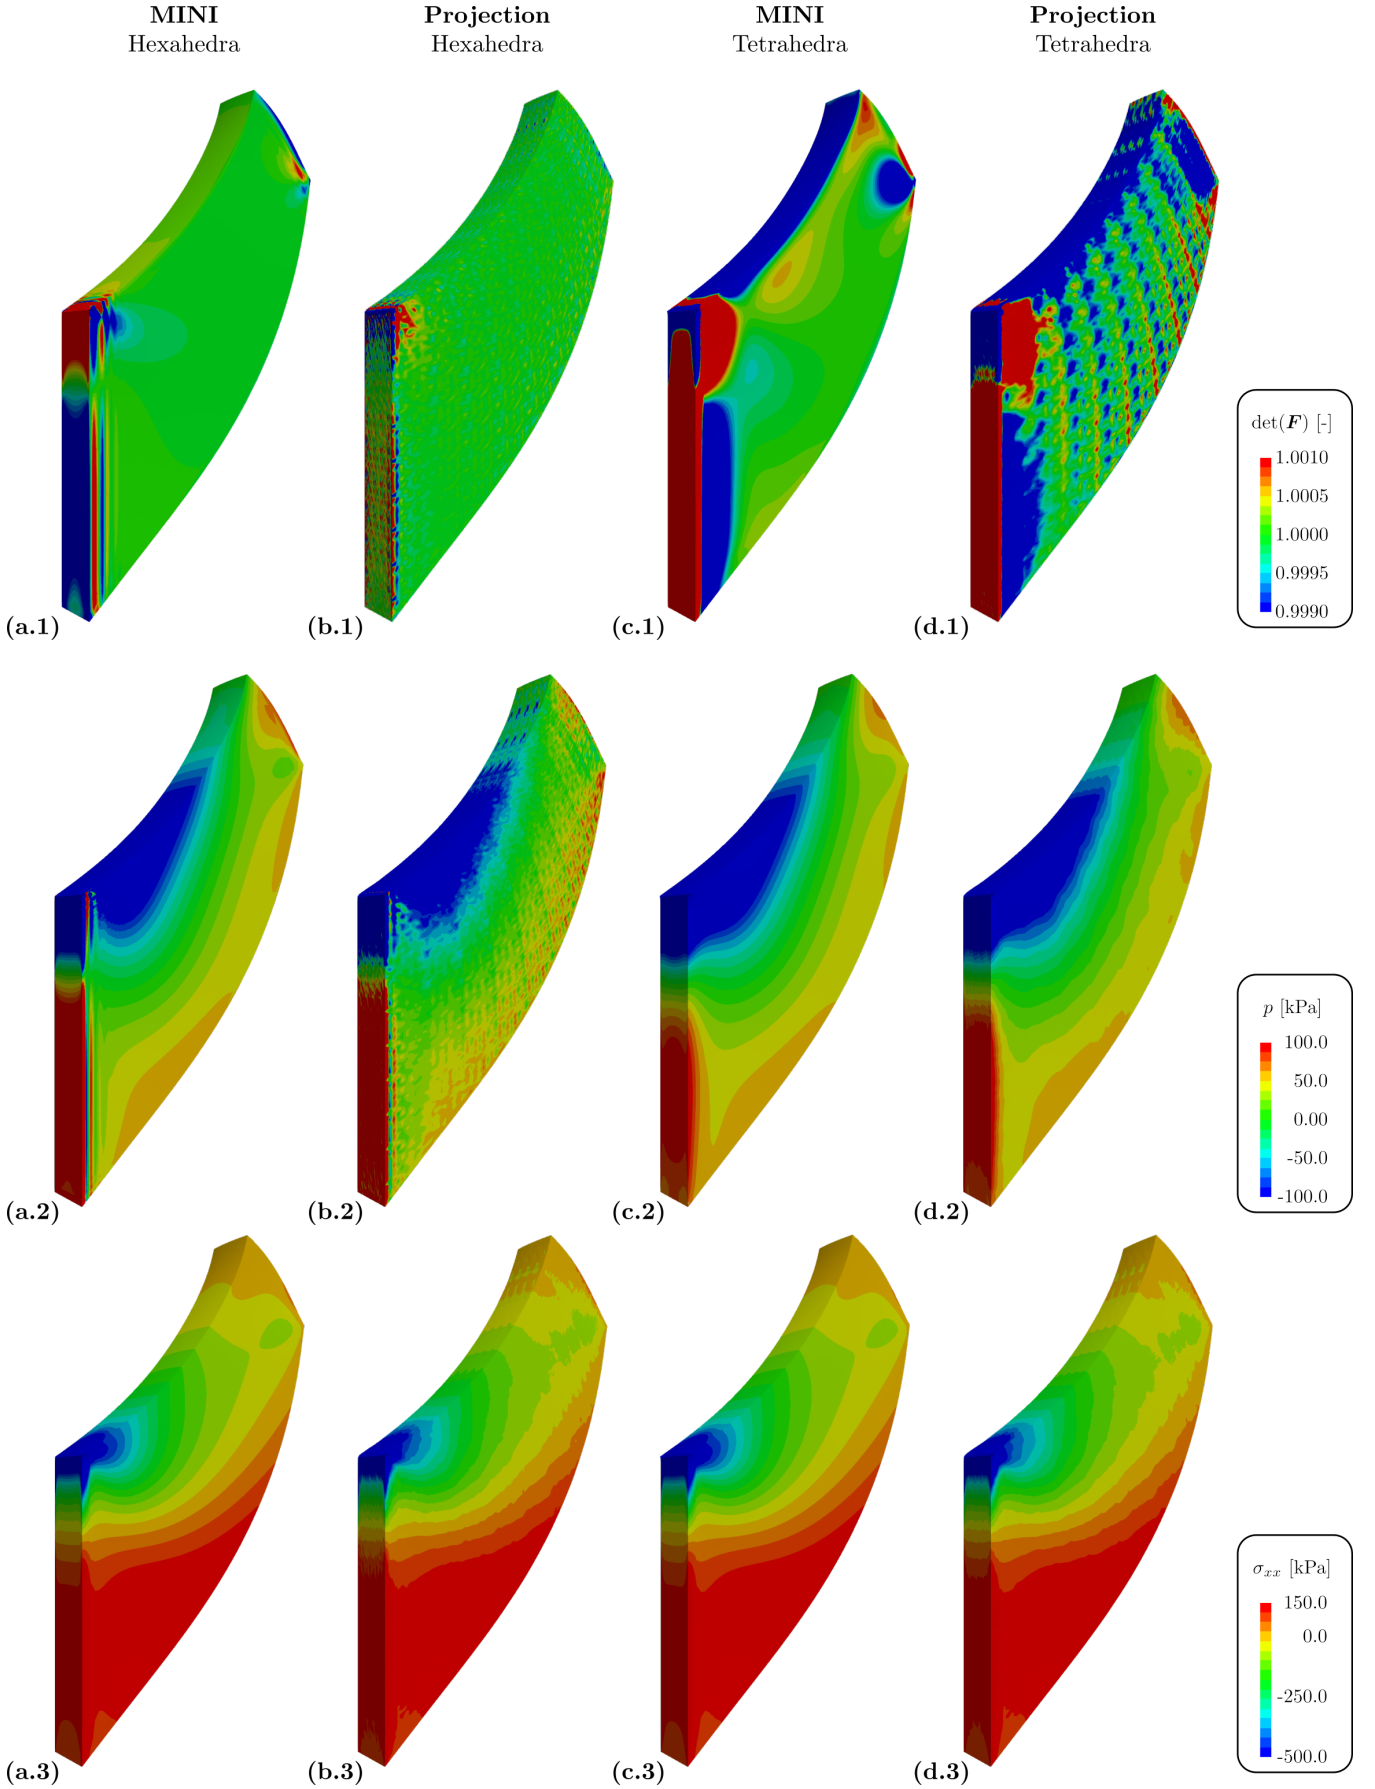 MINI Projection MINI Projection
Hexahedra Hexahedra Tetrahedra Tetrahedra
det(F) [-]
1.0010
1.0005
1.0000
0.9995
0.9990
(a.1) (b.1) (c.1) (d.1)
p [kPa]
100.0
50.0
0.00
-50.0
-100.0
(a.2) (b.2) (c.2) (d.2)
σxx [kPa]
150.0
0.0
-250.0
-500.0
(a.3) (b.3) (c.3) (d.3)